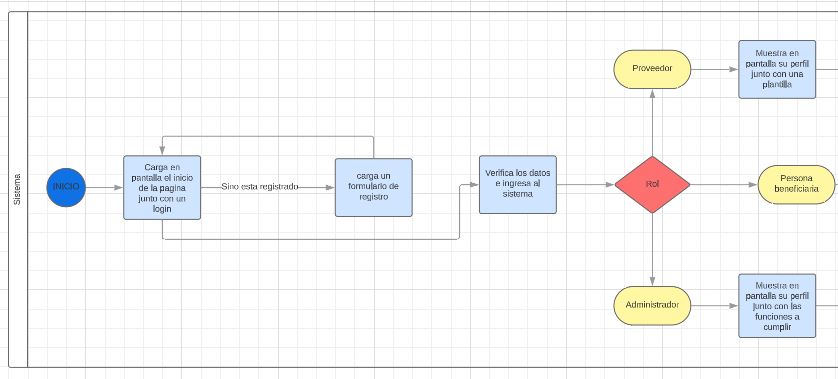 Sistema
INICIO
Carga en
pantalla el inicio
de la pagina
junto con un
login
Sino esta registrado
carga un
formulario de
registro
Verifica los datos
e ingresa al
sistema
Rol
Proveedor
Muestra en
pantalla su perfil
junto con una
plantilla
Persona
beneficiaria
Administrador
Muestra en
pantalla su perfil
junto con las
funciones a
cumplir